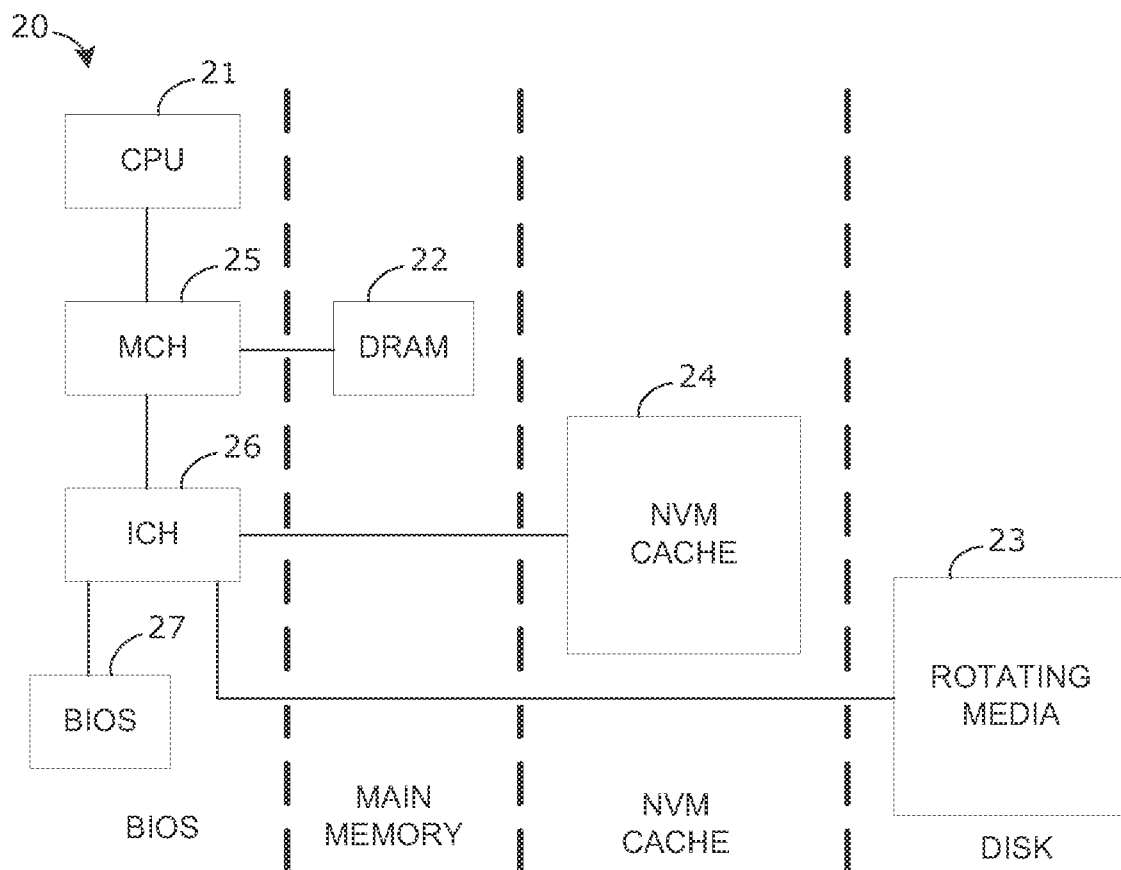 20
21
CPU
25
22
MCH
DRAM
24
26
NVM
CACHE
ICH
23
27
ROTATING
MEDIA
BIOS
BIOS
MAIN
MEMORY
NVM
CACHE
DISK